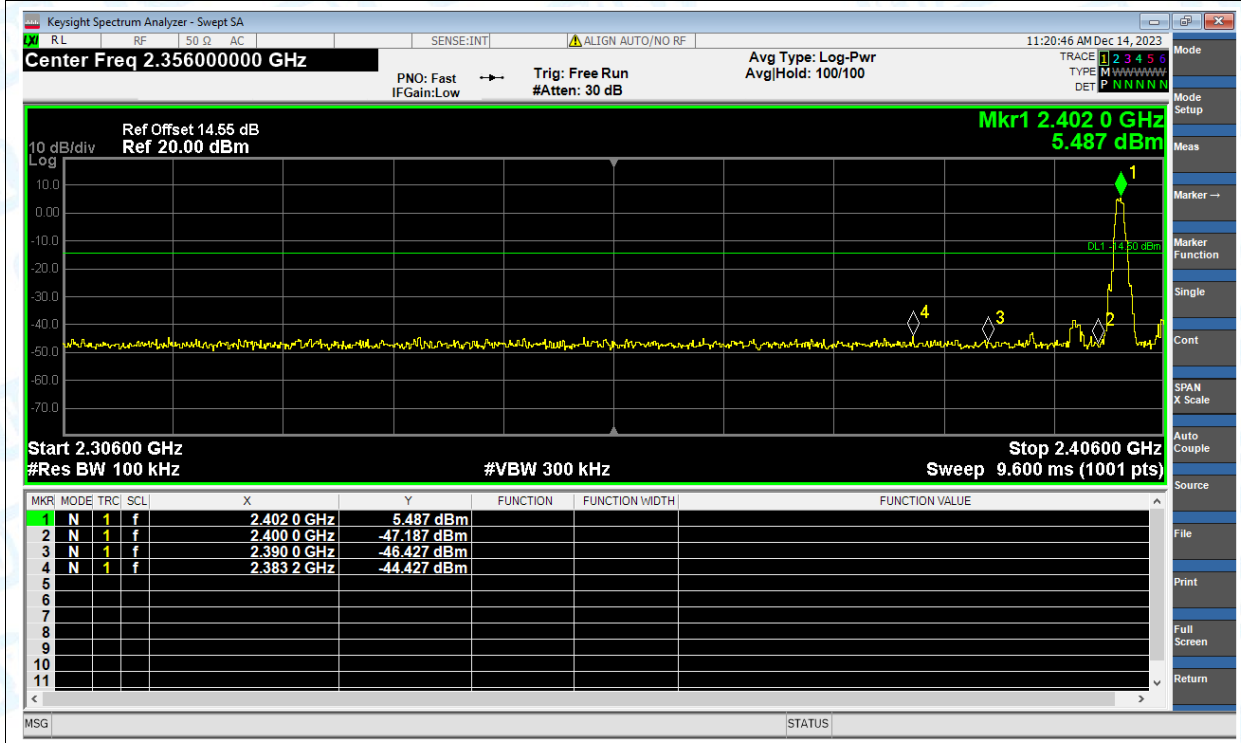 Keysight Spectrum Analyzer - Swept SA
LXI RL RF 50 Ω AC SENSE:INT ALIGN AUTO/NO RF 11:20:46 AM Dec 14, 2023
Center Freq 2.356000000 GHz
PNO: Fast
IFGain:Low
Trig: Free Run
#Atten: 30 dB
Avg Type: Log-Pwr
Avg|Hold: 100/100
TRACE 1 2 3 4 5 6
TYPE M WWWWW
DET P N N N N N
Ref Offset 14.55 dB
Ref 20.00 dBm
10 dB/div
Log
Mkr1 2.402 0 GHz
5.487 dBm
10.0
0.00
-10.0
-20.0
-30.0
-40.0
-50.0
-60.0
-70.0
1
DL1 -14.50 dBm
4
3
2
Start 2.30600 GHz
Stop 2.40600 GHz
#Res BW 100 kHz
#VBW 300 kHz
Sweep 9.600 ms (1001 pts)
MKR MODE TRC SCL X Y FUNCTION FUNCTION WIDTH FUNCTION VALUE
1 N 1 f 2.402 0 GHz 5.487 dBm
2 N 1 f 2.400 0 GHz -47.187 dBm
3 N 1 f 2.390 0 GHz -46.427 dBm
4 N 1 f 2.383 2 GHz -44.427 dBm
5
6
7
8
9
10
11
MSG
STATUS
Mode
Mode
Setup
Meas
Marker →
Marker
Function
Single
Cont
SPAN
X Scale
Auto
Couple
Source
File
Print
Full
Screen
Return